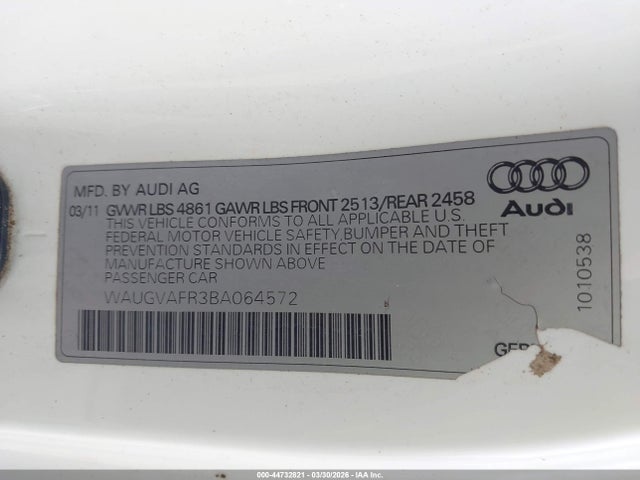 MFD. BY AUDI AG
03/11 GVWR LBS 4861 GAWR LBS FRONT 2513/REAR 2458
THIS VEHICLE CONFORMS TO ALL APPLICABLE U.S.
FEDERAL MOTOR VEHICLE SAFETY, BUMPER AND THEFT
PREVENTION STANDARDS IN EFFECT ON THE DATE OF
MANUFACTURE SHOWN ABOVE
PASSENGER CAR
WAUGVAFR3BA064572
Audi
1010538
000-44732621 - 03/30/2026 - IAA Inc.